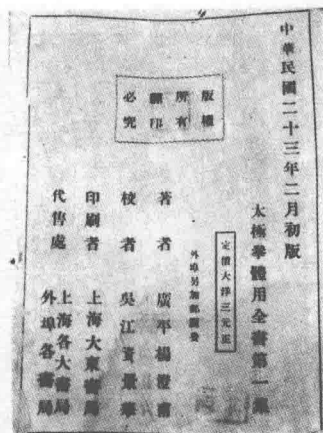 中華民國二十三年二月初版
太極拳體用全書第一集
定價大洋三元正
外埠另加郵匯費
版權
所有
翻印
必究
著者 廣平楊澄甫
校者 吳江黃景華
印刷者 上海大東書局
代售處 上海各大書局
外埠各書局